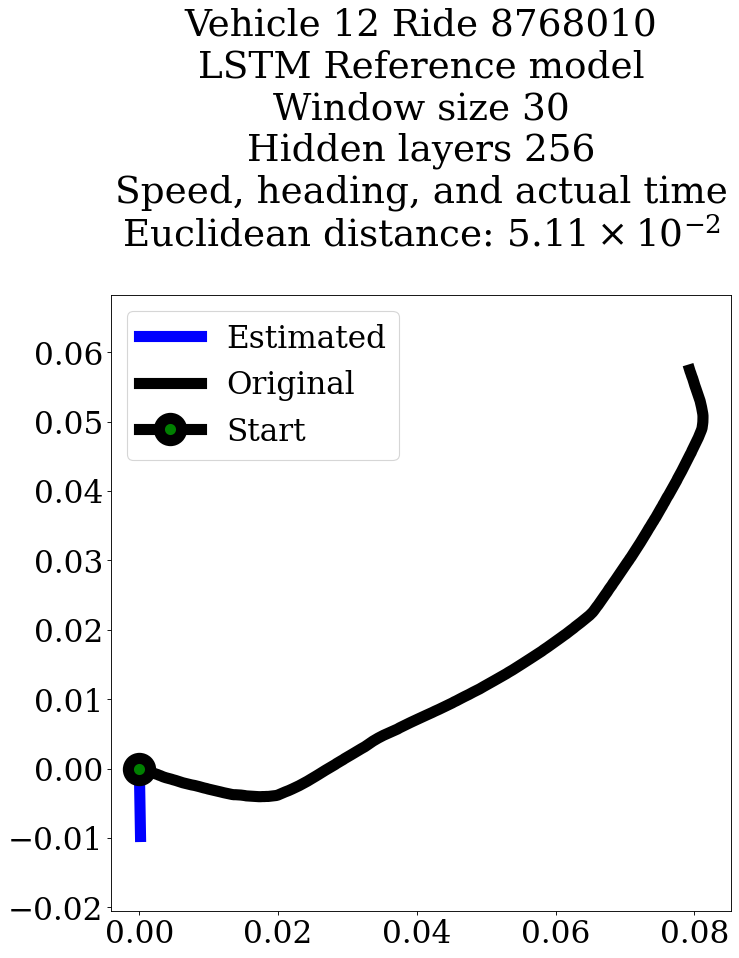 Vehicle 12 Ride 8768010
LSTM Reference model
Window size 30
Hidden layers 256
Speed, heading, and actual time
Euclidean distance: 5.11 × 10⁻²
Estimated
Original
Start
0.06
0.05
0.04
0.03
0.02
0.01
0.00
−0.01
−0.02
0.00 0.02 0.04 0.06 0.08